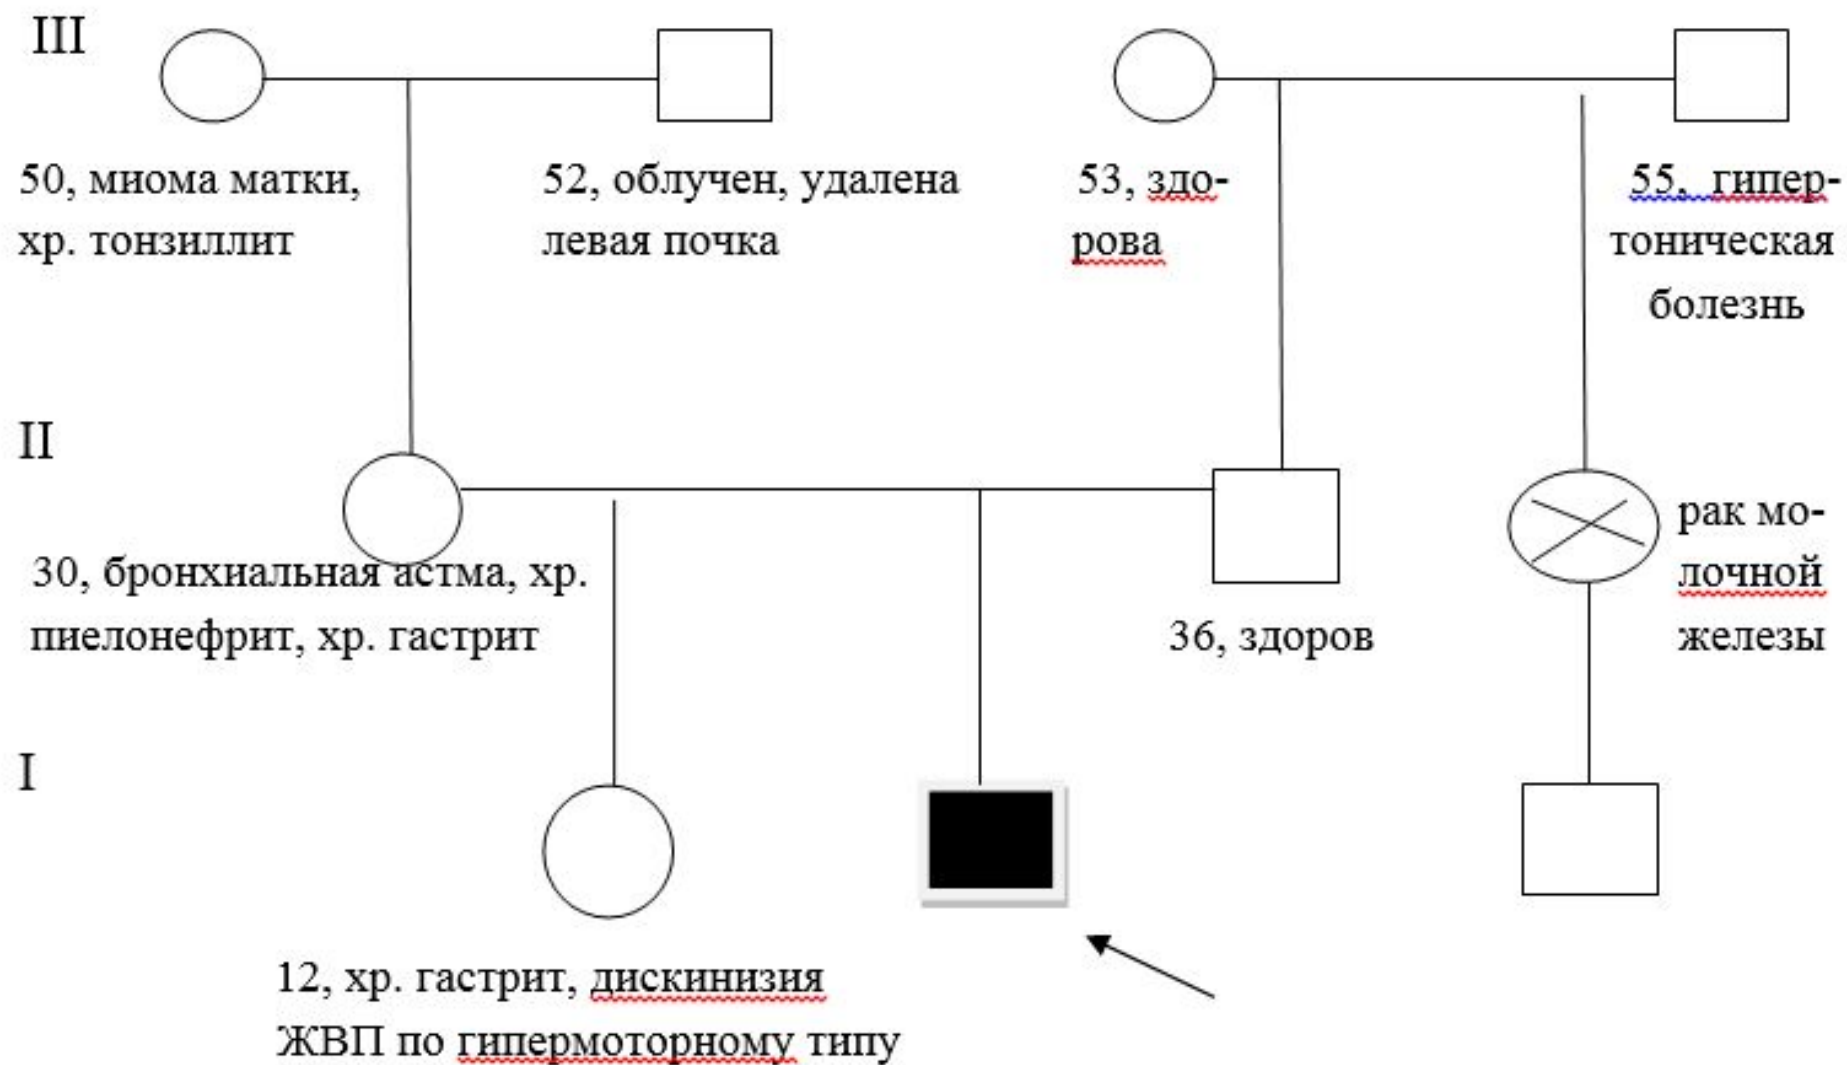 III
50, миома матки,
хр. тонзиллит
52, облучен, удалена
левая почка
53, здо-
рова
55, гипер-
тоническая
болезнь
II
30, бронхиальная астма, хр.
пиелонефрит, хр. гастрит
36, здоров
рак мо-
лочной
железы
I
12, хр. гастрит, дискинизия
ЖВП по гипермоторному типу